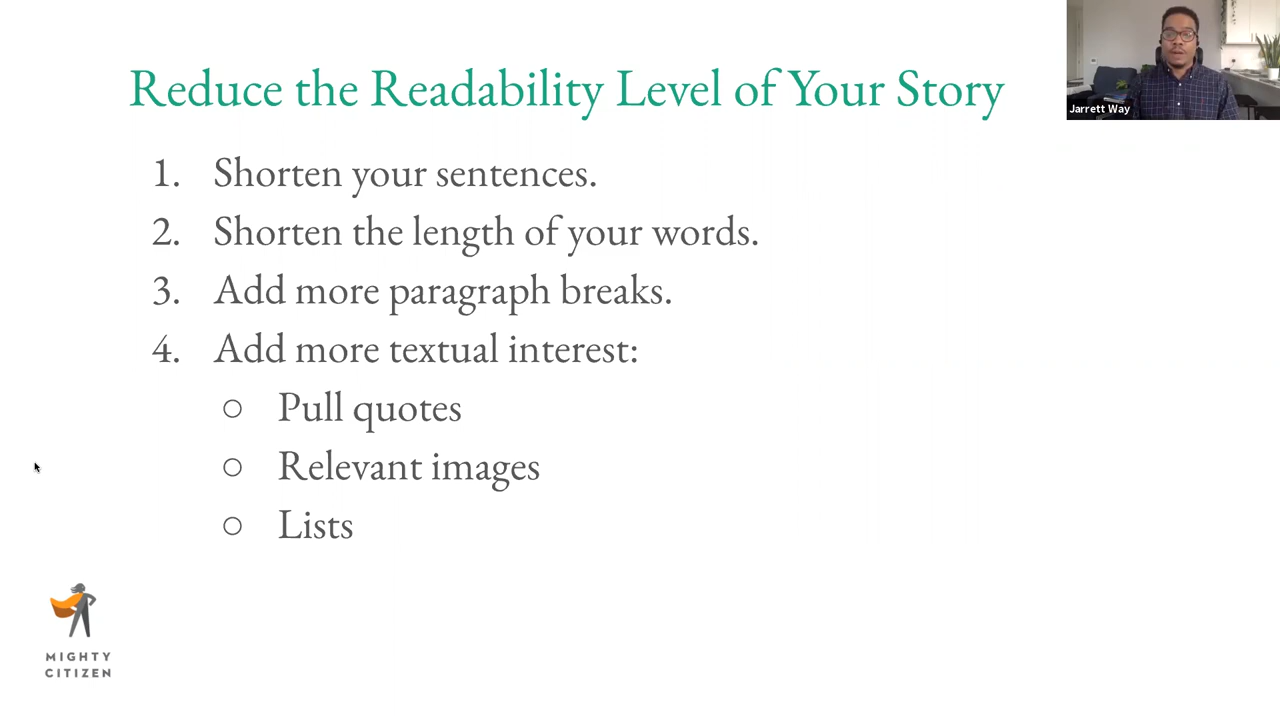 Reduce the Readability Level of Your Story
1. Shorten your sentences.
2. Shorten the length of your words.
3. Add more paragraph breaks.
4. Add more textual interest:
○ Pull quotes
○ Relevant images
○ Lists
Jarrett Way
MIGHTY
CITIZEN